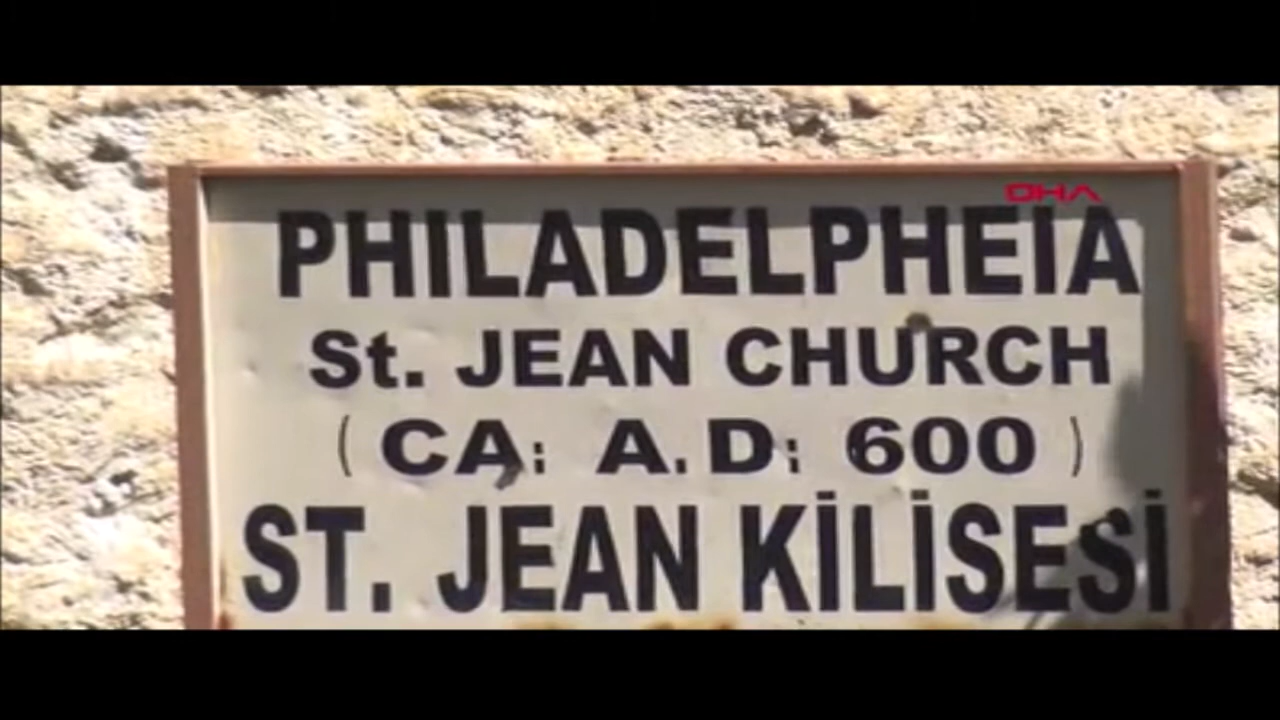 DHA
PHILADELPHEIA
St. JEAN CHURCH
( CA: A.D: 600 )
ST. JEAN KİLİSESİ